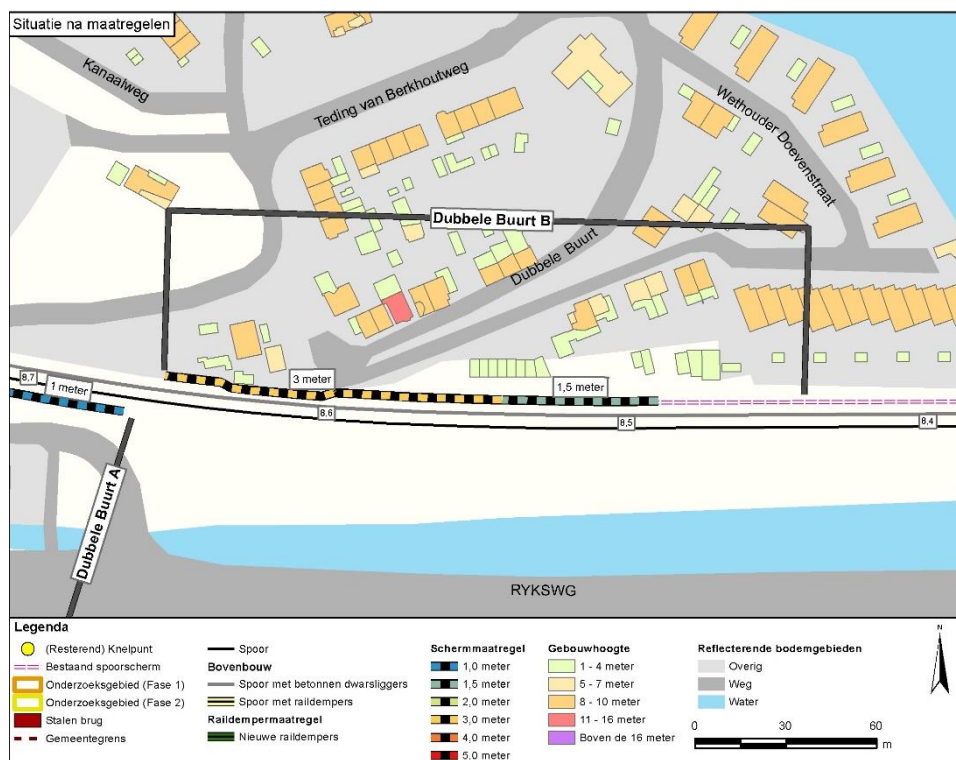 Situatie na maatregelen
Kanaalweg
Teding van Berkhoutweg
Wethouder Doevenstraat
Dubbele Buurt B
Dubbele Buurt
8,7
1 meter
3 meter
8,6
1,5 meter
8,5
8,4
Dubbele Buurt A
RYKSWG
Legenda
(Resterend) Knelpunt
Bestaand spoorscherm
Onderzoeksgebied (Fase 1)
Onderzoeksgebied (Fase 2)
Stalen brug
Gemeentegrens
Spoor
Bovenbouw
Spoor met betonnen dwarsliggers
Spoor met raildempers
Raildempermaatregel
Nieuwe raildempers
Schermmaatregel
1,0 meter
1,5 meter
2,0 meter
3,0 meter
4,0 meter
5,0 meter
Gebouwhoogte
1 - 4 meter
5 - 7 meter
8 - 10 meter
11 - 16 meter
Boven de 16 meter
Reflecterende bodemgebieden
Overig
Weg
Water
N
0 30 60
m